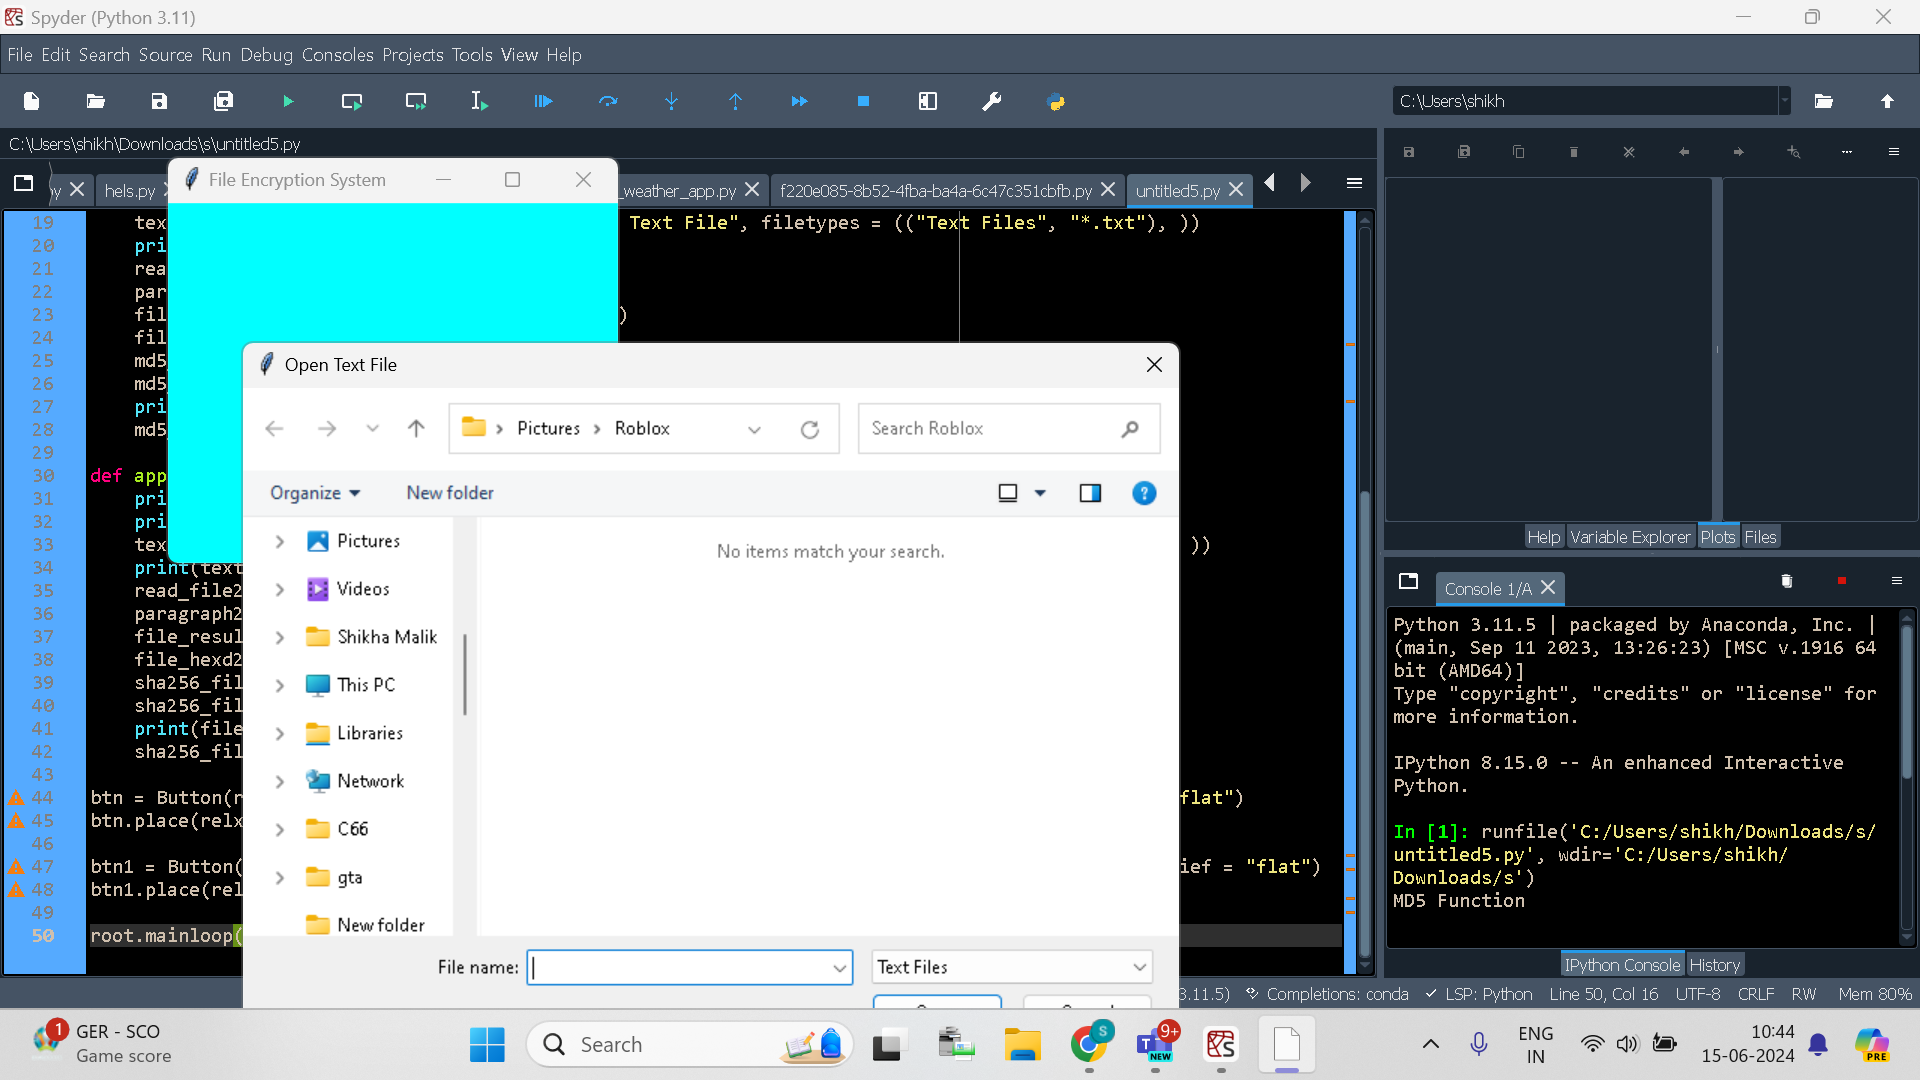 Spyder (Python 3.11)
File Edit Search Source Run Debug Consoles Projects Tools View Help
C:\Users\shikh
C:\Users\shikh\Downloads\s\untitled5.py
hels.py
_weather_app.py
f220e085-8b52-4fba-ba4a-6c47c351cbfb.py
untitled5.py
File Encryption System
19 tex Text File", filetypes = (("Text Files", "*.txt"), ))
20 pri
21 rea
22 par
23 fil )
24 fil
25 md5
26 md5
27 pri
28 md5
29
30 def app
31 pri
32 pri
33 tex ))
34 print(text
35 read_file2
36 paragraph2
37 file_resul
38 file_hexd2
39 sha256_fil
40 sha256_fil
41 print(file
42 sha256_fil
43
44 btn = Button(r flat")
45 btn.place(relx
46
47 btn1 = Button( ief = "flat")
48 btn1.place(rel
49
50 root.mainloop(
Open Text File
Pictures > Roblox
Search Roblox
Organize
New folder
No items match your search.
Pictures
Videos
Shikha Malik
This PC
Libraries
Network
C66
gta
New folder
File name:
Text Files
Help Variable Explorer Plots Files
Console 1/A
Python 3.11.5 | packaged by Anaconda, Inc. |
(main, Sep 11 2023, 13:26:23) [MSC v.1916 64
bit (AMD64)]
Type "copyright", "credits" or "license" for
more information.
IPython 8.15.0 -- An enhanced Interactive
Python.
In [1]: runfile('C:/Users/shikh/Downloads/s/
untitled5.py', wdir='C:/Users/shikh/
Downloads/s')
MD5 Function
IPython Console History
3.11.5) Completions: conda LSP: Python Line 50, Col 16 UTF-8 CRLF RW Mem 80%
1
GER - SCO
Game score
Search
S
9+
NEW
ENG
IN
10:44
15-06-2024
PRE